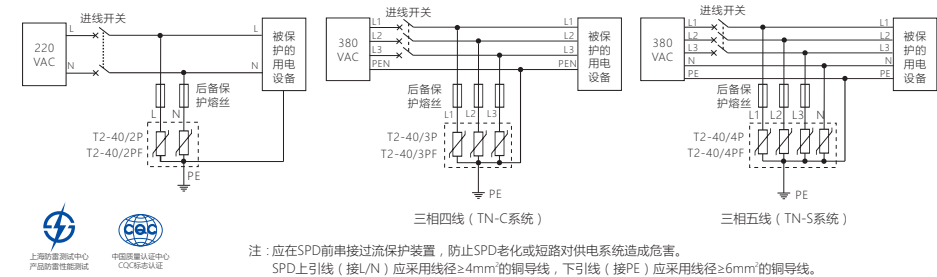 进线开关
220
VAC
L
L
N
N
被保
护的
用电
设备
后备保
护熔丝
L
N
T2-40/2P
T2-40/2PF
PE
进线开关
380
VAC
L1
L2
L3
PEN
L1
L2
L3
PEN
被保
护的
用电
设备
后备保
护熔丝
L1
L2
L3
T2-40/3P
T2-40/3PF
PE
三相四线（TN-C系统）
进线开关
380
VAC
L1
L2
L3
N
PE
L1
L2
L3
N
PE
被保
护的
用电
设备
后备保
护熔丝
L1
L2
L3
N
T2-40/4P
T2-40/4PF
PE
三相五线（TN-S系统）
上海防雷测试中心
产品防雷性能测试
CQC
中国质量认证中心
CQC标志认证
注：应在SPD前串接过流保护装置，防止SPD老化或短路对供电系统造成危害。
SPD上引线（接L/N）应采用线径≥4mm²的铜导线，下引线（接PE）应采用线径≥6mm²的铜导线。